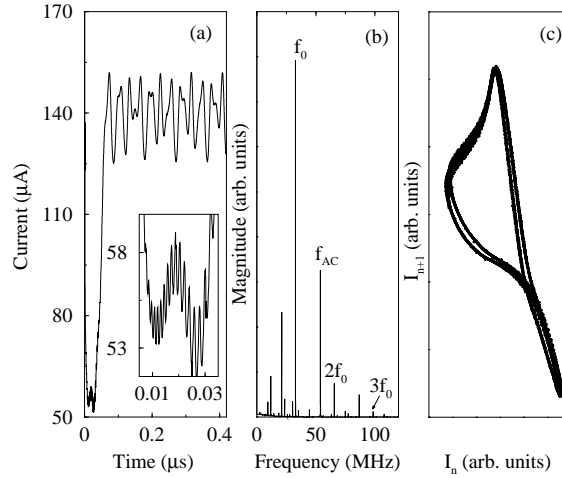 (a)
170
140
110
80
50
Current (μA)
58
53
0.01 0.03
0 0.2 0.4
Time (μs)
(b)
f0
fAC
2f0
3f0
Magnitude (arb. units)
0 50 100
Frequency (MHz)
(c)
In+1 (arb. units)
In (arb. units)